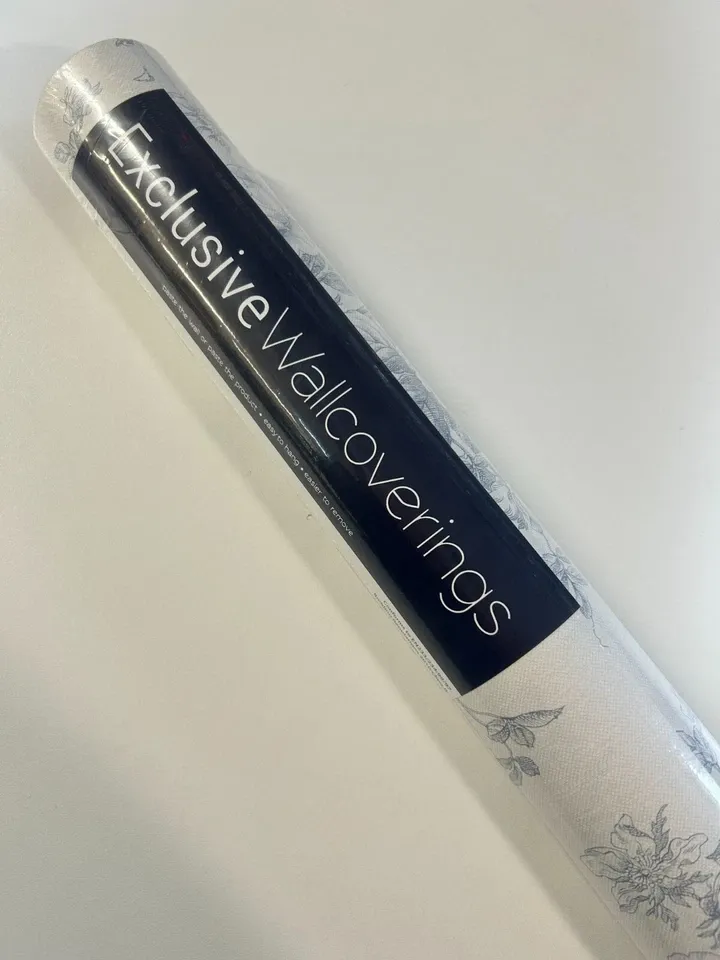 Exclusive Wallcoverings
paste the wall or paste the product • easy to hang • easier to remove